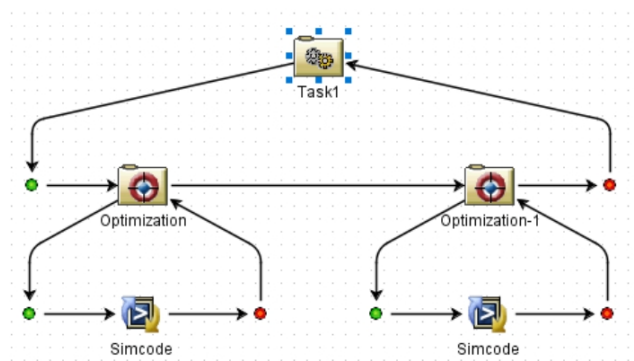 Task1
Optimization
Optimization-1
Simcode
Simcode